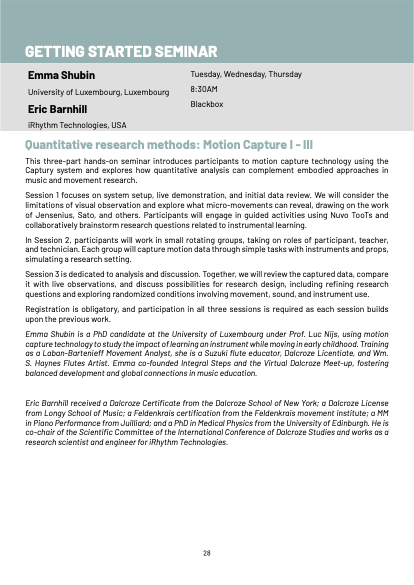 GETTING STARTED SEMINAR
Emma Shubin
University of Luxembourg, Luxembourg
Eric Barnhill
iRhythm Technologies, USA
Tuesday, Wednesday, Thursday
8:30AM
Blackbox
Quantitative research methods: Motion Capture I - III
This three-part hands-on seminar introduces participants to motion capture technology using the
Captury system and explores how quantitative analysis can complement embodied approaches in
music and movement research.
Session 1 focuses on system setup, live demonstration, and initial data review. We will consider the
limitations of visual observation and explore what micro-movements can reveal, drawing on the work
of Jensenius, Sato, and others. Participants will engage in guided activities using Nuvo TooTs and
collaboratively brainstorm research questions related to instrumental learning.
In Session 2, participants will work in small rotating groups, taking on roles of participant, teacher,
and technician. Each group will capture motion data through simple tasks with instruments and props,
simulating a research setting.
Session 3 is dedicated to analysis and discussion. Together, we will review the captured data, compare
it with live observations, and discuss possibilities for research design, including refining research
questions and exploring randomized conditions involving movement, sound, and instrument use.
Registration is obligatory, and participation in all three sessions is required as each session builds
upon the previous work.
Emma Shubin is a PhD candidate at the University of Luxembourg under Prof. Luc Nijs, using motion
capture technology to study the impact of learning an instrument while moving in early childhood. Training
as a Laban-Bartenieff Movement Analyst, she is a Suzuki flute educator, Dalcroze Licentiate, and Wm.
S. Haynes Flutes Artist. Emma co-founded Integral Steps and the Virtual Dalcroze Meet-up, fostering
balanced development and global connections in music education.
Eric Barnhill received a Dalcroze Certificate from the Dalcroze School of New York; a Dalcroze License
from Longy School of Music; a Feldenkrais certification from the Feldenkrais movement institute; a MM
in Piano Performance from Juilliard; and a PhD in Medical Physics from the University of Edinburgh. He is
co-chair of the Scientific Committee of the International Conference of Dalcroze Studies and works as a
research scientist and engineer for iRhythm Technologies.
28